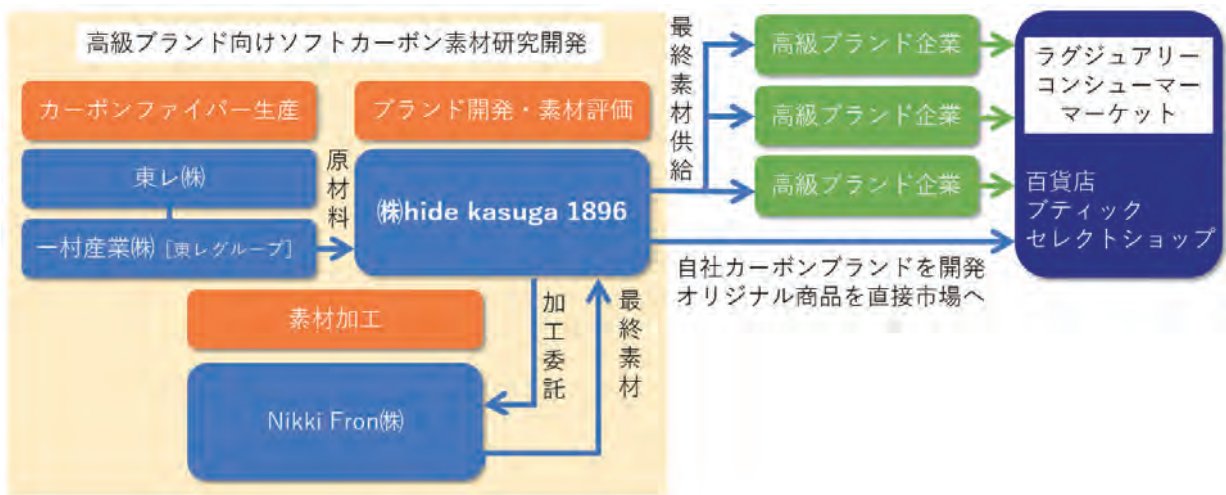 高級ブランド向けソフトカーボン素材研究開発
カーボンファイバー生産
東レ㈱
一村産業㈱ [東レグループ]
原材料
ブランド開発・素材評価
㈱hide kasuga 1896
素材加工
Nikki Fron㈱
加工委託
最終素材
最終素材供給
高級ブランド企業
高級ブランド企業
高級ブランド企業
自社カーボンブランドを開発
オリジナル商品を直接市場へ
ラグジュアリー
コンシューマー
マーケット
百貨店
ブティック
セレクトショップ